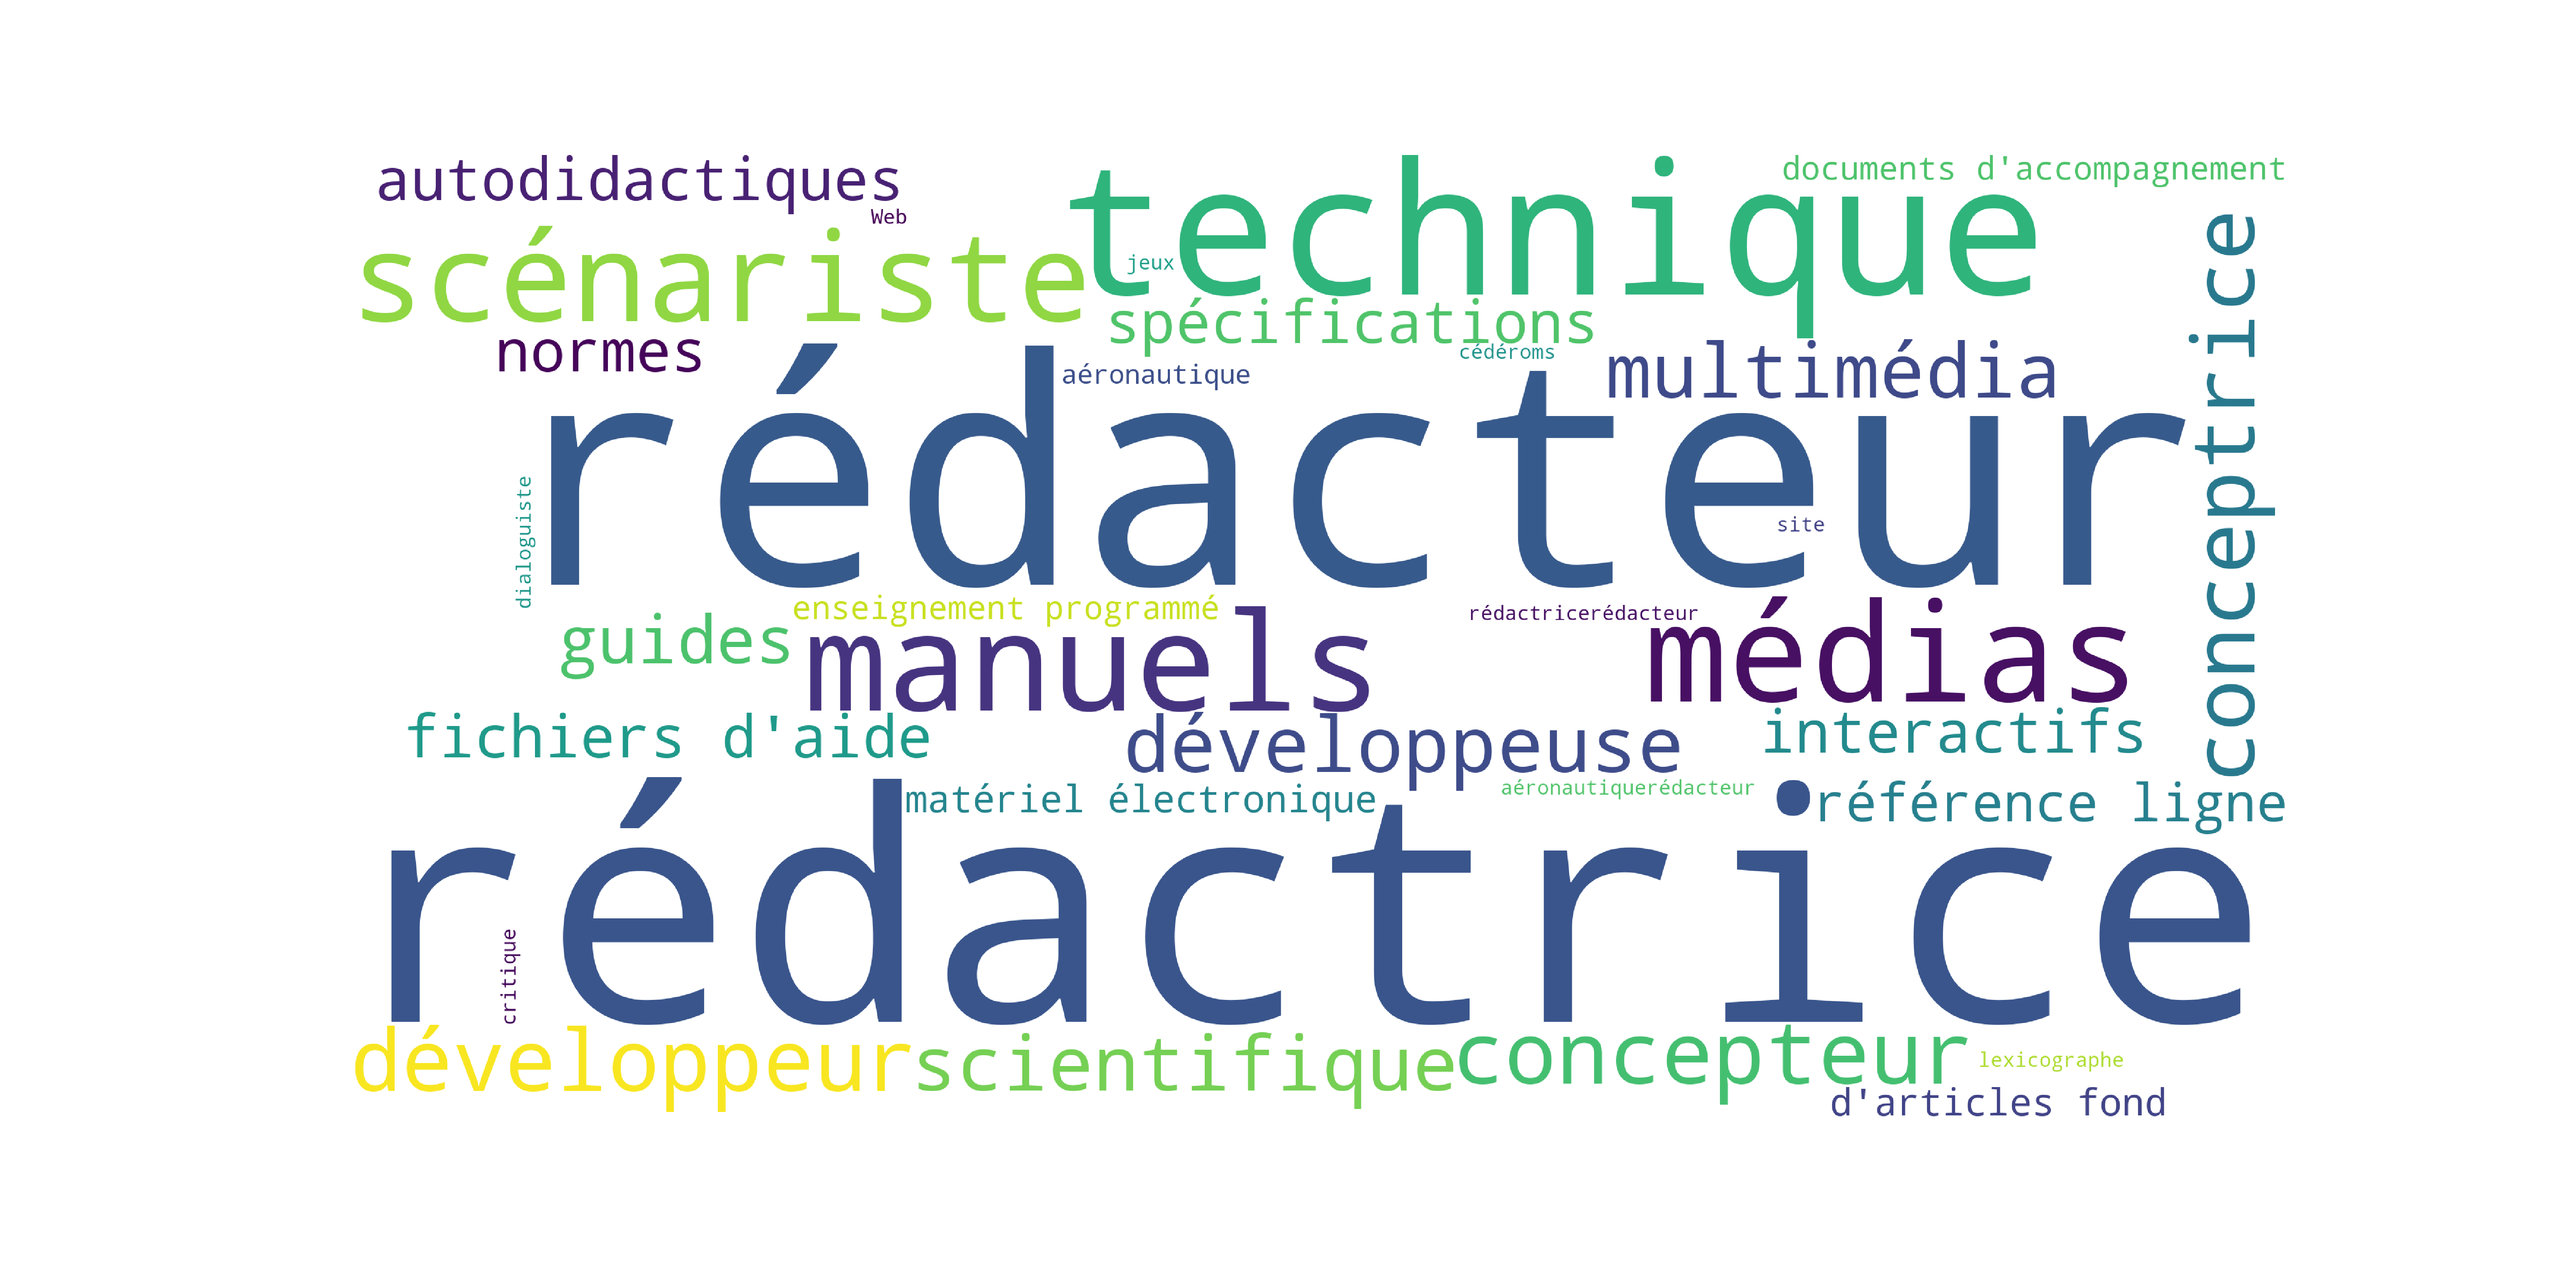 autodidactiques
technique
documents d'accompagnement
Web
scénariste
jeux
conceptrice
spécifications
normes
cédéroms
multimédia
aéronautique
rédacteur
dialoguiste
site
enseignement programmé
rédactricerédacteur
guides
manuels
médias
fichiers d'aide
développeuse
interactifs
matériel électronique
aéronautiquerédacteur
référence ligne
rédactrice
critique
développeur
scientifique
concepteur
lexicographe
d'articles fond